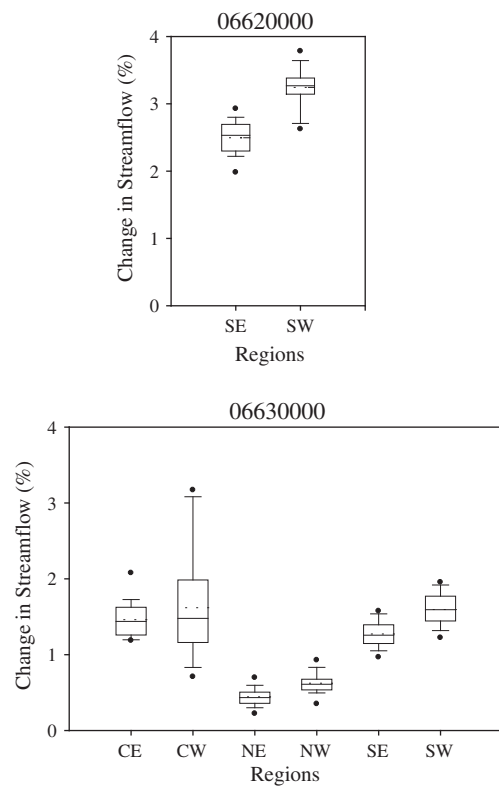 06620000
4
3
2
1
0
Change in Streamflow (%)
SE SW
Regions
06630000
4
3
2
1
0
Change in Streamflow (%)
CE CW NE NW SE SW
Regions